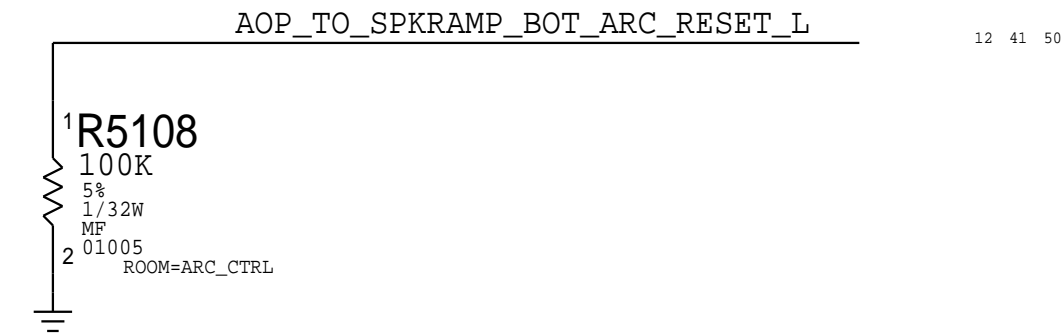 AOP_TO_SPKRAMP_BOT_ARC_RESET_L
12 41 50
1
R5108
100K
5%
1/32W
MF
01005
2
ROOM=ARC_CTRL